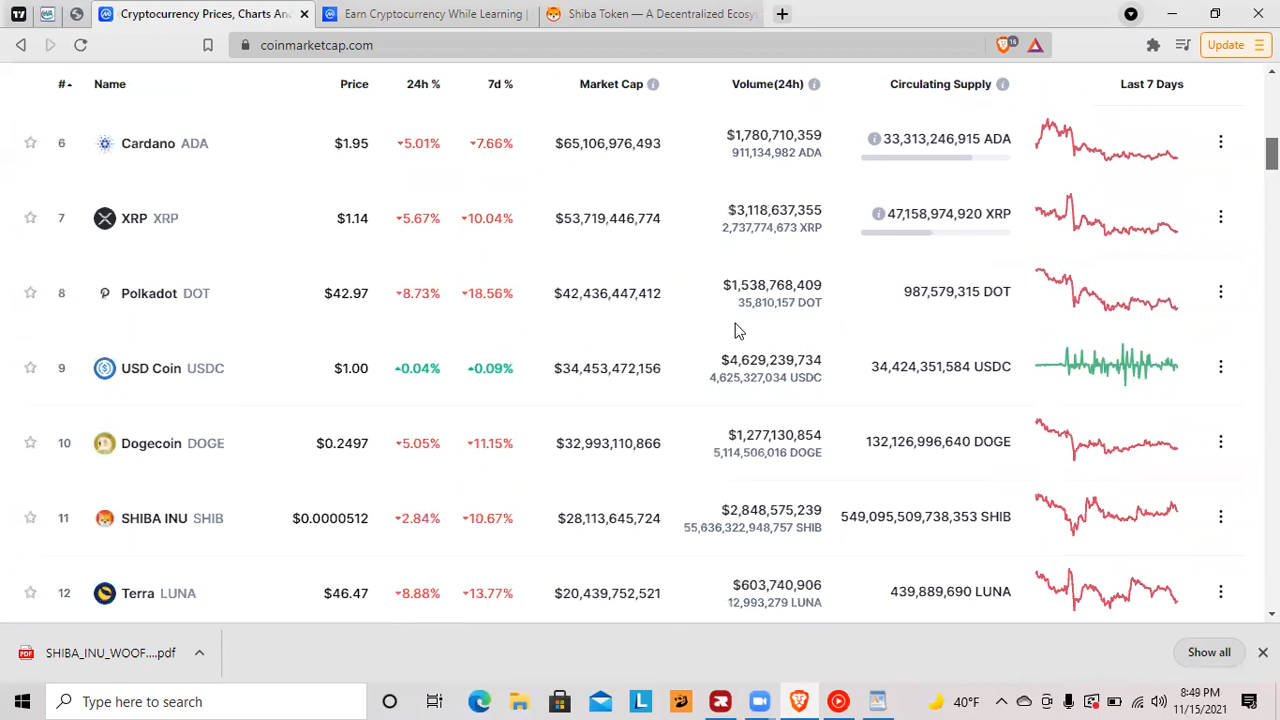 Cryptocurrency Prices, Charts An
Earn Cryptocurrency While Learning |
Shiba Token — A Decentralized Ecosy
coinmarketcap.com
Update
# Name Price 24h % 7d % Market Cap Volume(24h) Circulating Supply Last 7 Days
6 Cardano ADA $1.95 5.01% 7.66% $65,106,976,493 $1,780,710,359 33,313,246,915 ADA
911,134,982 ADA
7 XRP XRP $1.14 5.67% 10.04% $53,719,446,774 $3,118,637,355 47,158,974,920 XRP
2,737,774,673 XRP
8 Polkadot DOT $42.97 8.73% 18.56% $42,436,447,412 $1,538,768,409 987,579,315 DOT
35,810,157 DOT
9 USD Coin USDC $1.00 0.04% 0.09% $34,453,472,156 $4,629,239,734 34,424,351,584 USDC
4,625,327,034 USDC
10 Dogecoin DOGE $0.2497 5.05% 11.15% $32,993,110,866 $1,277,130,854 132,126,996,640 DOGE
5,114,506,016 DOGE
11 SHIBA INU SHIB $0.0000512 2.84% 10.67% $28,113,645,724 $2,848,575,239 549,095,509,738,353 SHIB
55,636,322,948,757 SHIB
12 Terra LUNA $46.47 8.88% 13.77% $20,439,752,521 $603,740,906 439,889,690 LUNA
12,993,279 LUNA
SHIBA_INU_WOOF....pdf
Show all
Type here to search
40°F
8:49 PM
11/15/2021